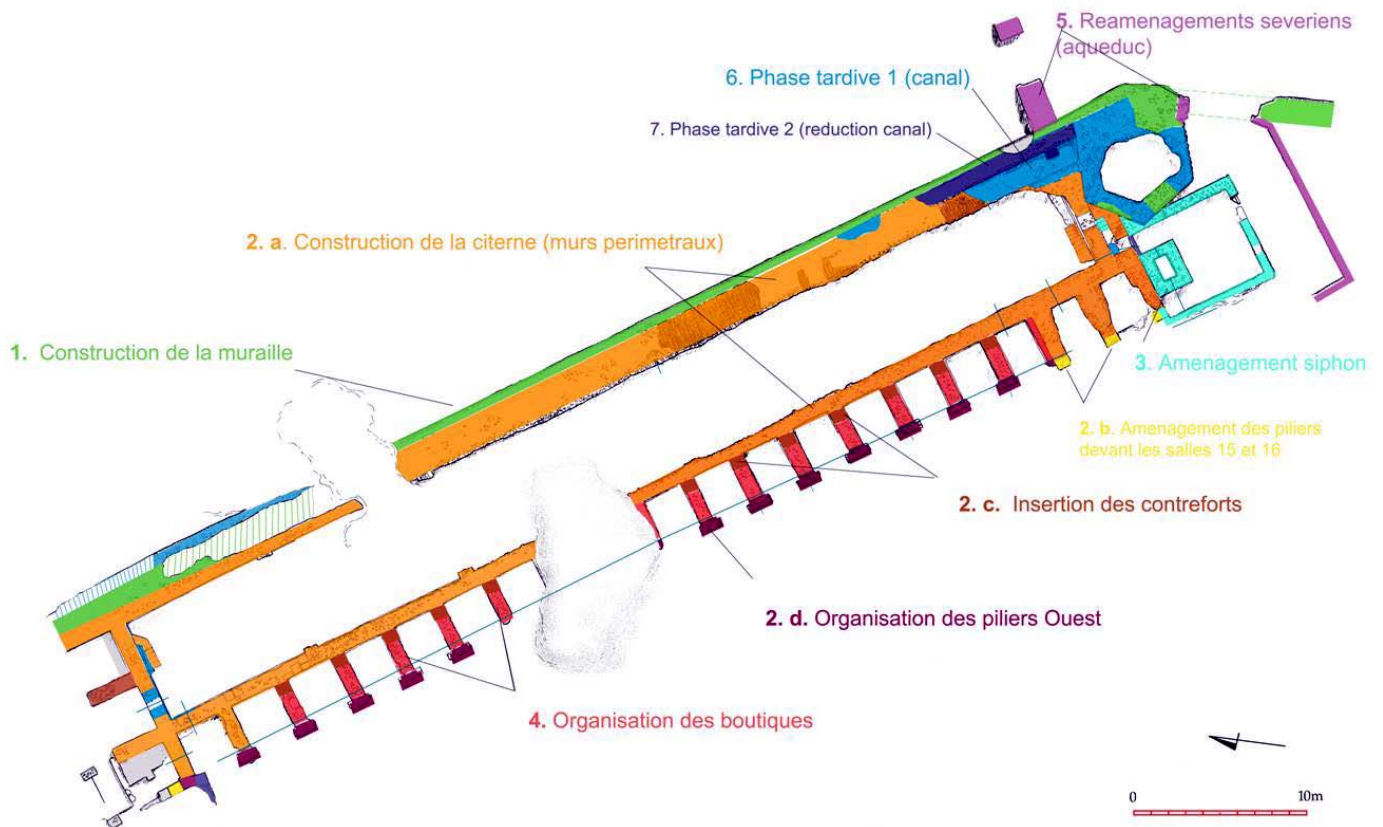 5. Reamenagements severiens
(aqueduc)
6. Phase tardive 1 (canal)
7. Phase tardive 2 (reduction canal)
2. a. Construction de la citerne (murs perimetraux)
1. Construction de la muraille
3. Amenagement siphon
2. b. Amenagement des piliers
devant les salles 15 et 16
2. c. Insertion des contreforts
2. d. Organisation des piliers Ouest
4. Organisation des boutiques
0 10m